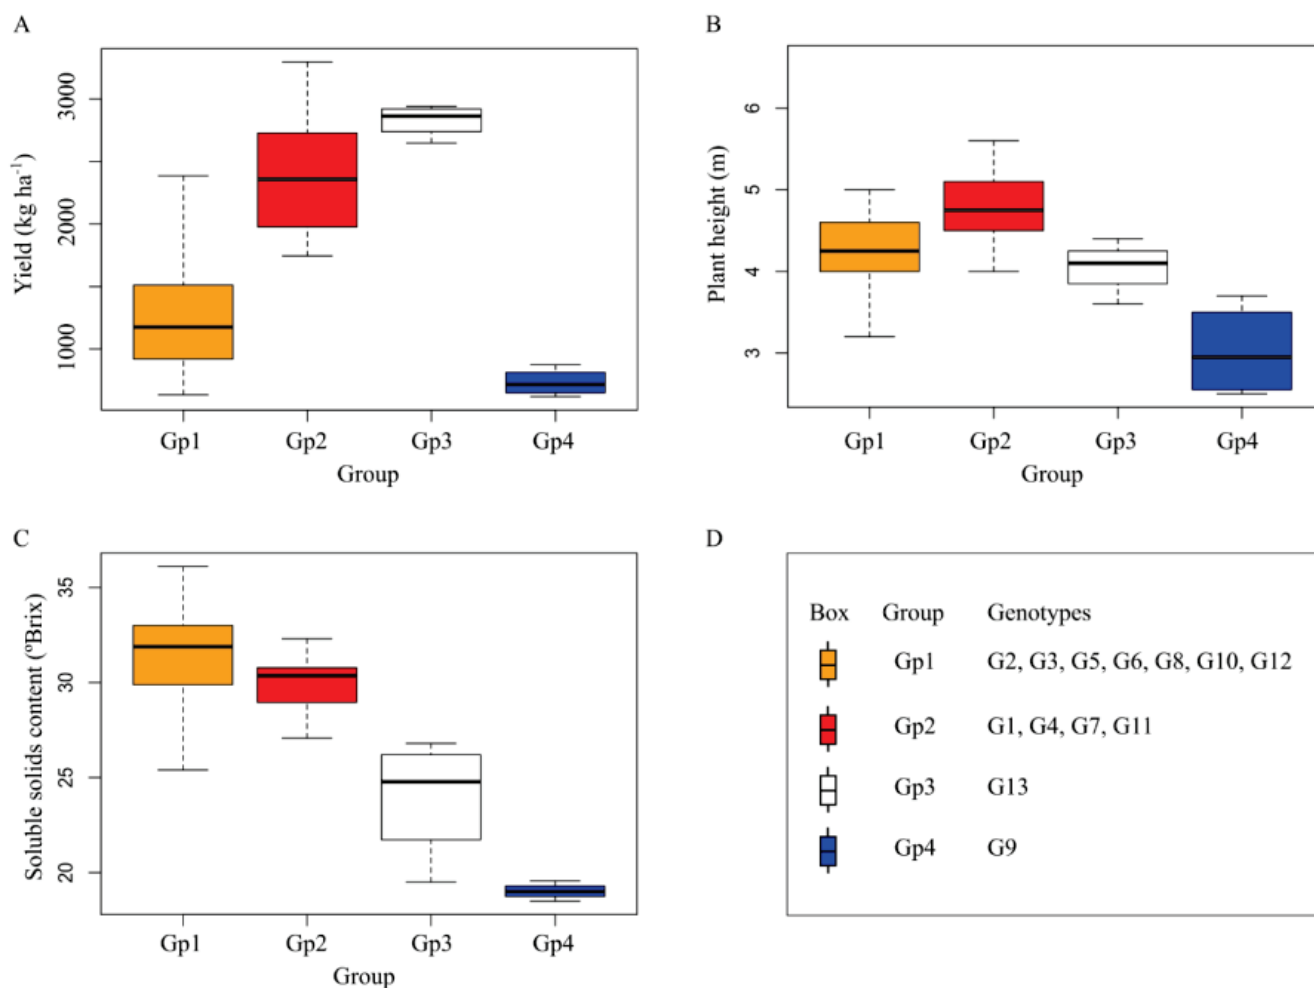 A
Yield (kg ha⁻¹)
3000
2000
1000
Gp1 Gp2 Gp3 Gp4
Group
B
Plant height (m)
6
5
4
3
Gp1 Gp2 Gp3 Gp4
Group
C
Soluble solids content (ºBrix)
35
30
25
20
Gp1 Gp2 Gp3 Gp4
Group
D
Box Group Genotypes
Gp1 G2, G3, G5, G6, G8, G10, G12
Gp2 G1, G4, G7, G11
Gp3 G13
Gp4 G9